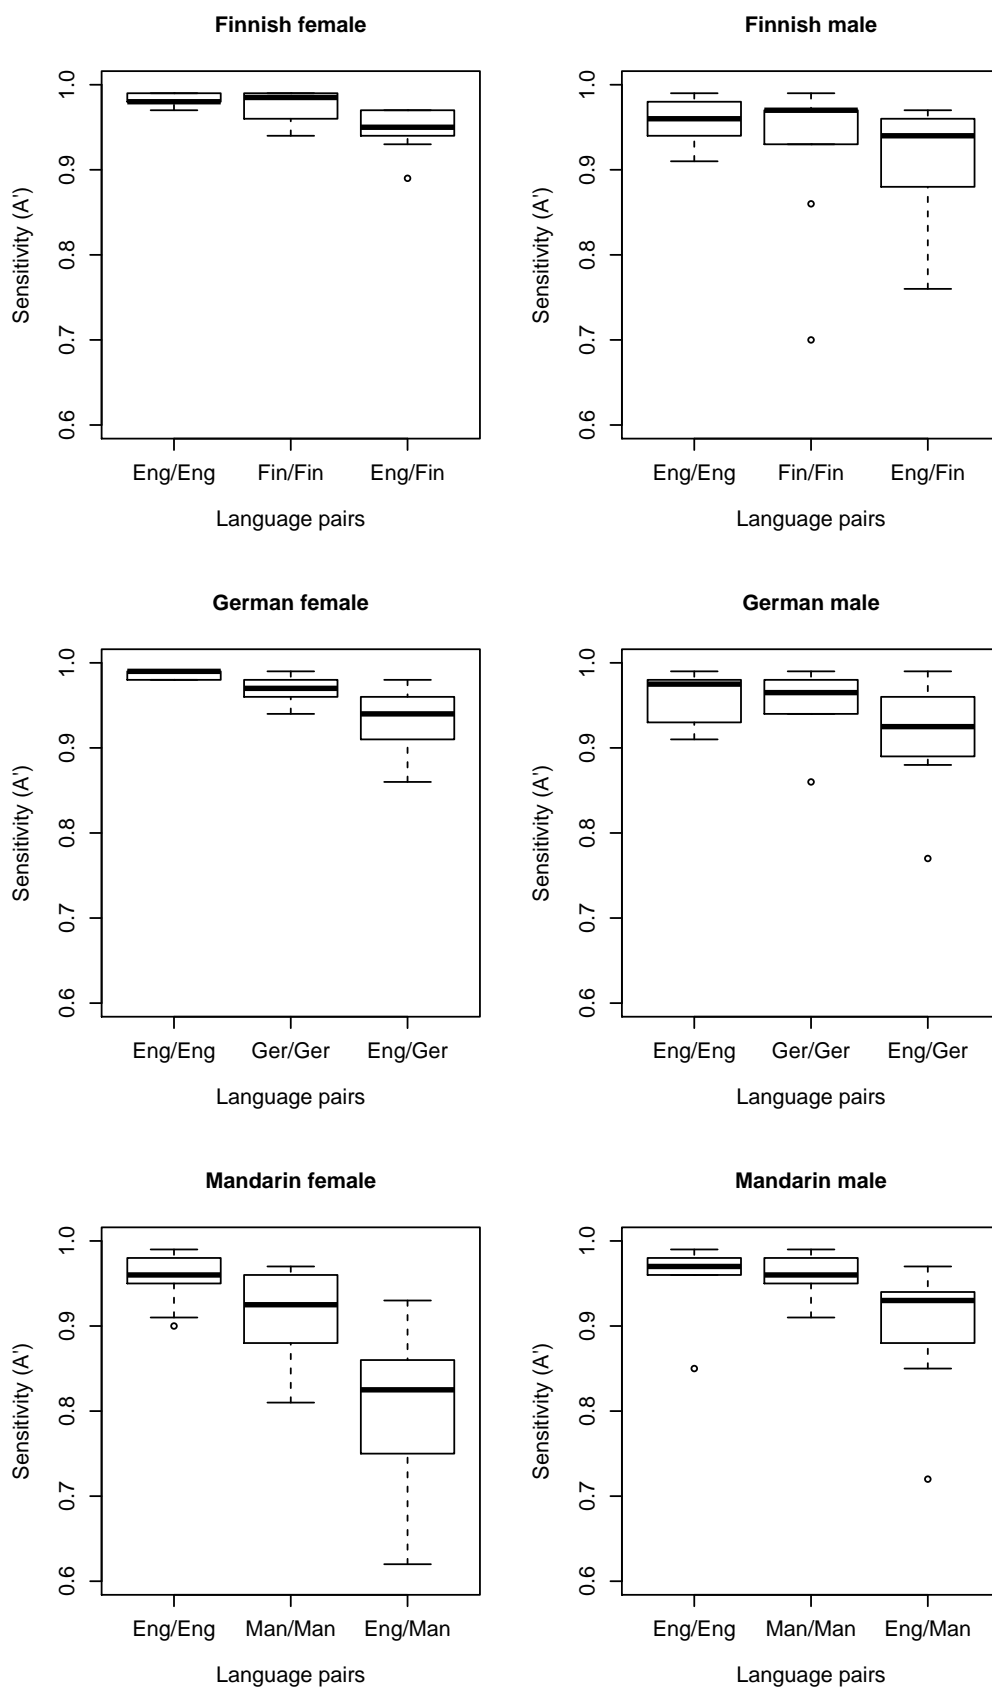 Finnish female
Sensitivity (A')
1.0
0.9
0.8
0.7
0.6
Eng/Eng Fin/Fin Eng/Fin
Language pairs
Finnish male
Sensitivity (A')
1.0
0.9
0.8
0.7
0.6
Eng/Eng Fin/Fin Eng/Fin
Language pairs
German female
Sensitivity (A')
1.0
0.9
0.8
0.7
0.6
Eng/Eng Ger/Ger Eng/Ger
Language pairs
German male
Sensitivity (A')
1.0
0.9
0.8
0.7
0.6
Eng/Eng Ger/Ger Eng/Ger
Language pairs
Mandarin female
Sensitivity (A')
1.0
0.9
0.8
0.7
0.6
Eng/Eng Man/Man Eng/Man
Language pairs
Mandarin male
Sensitivity (A')
1.0
0.9
0.8
0.7
0.6
Eng/Eng Man/Man Eng/Man
Language pairs